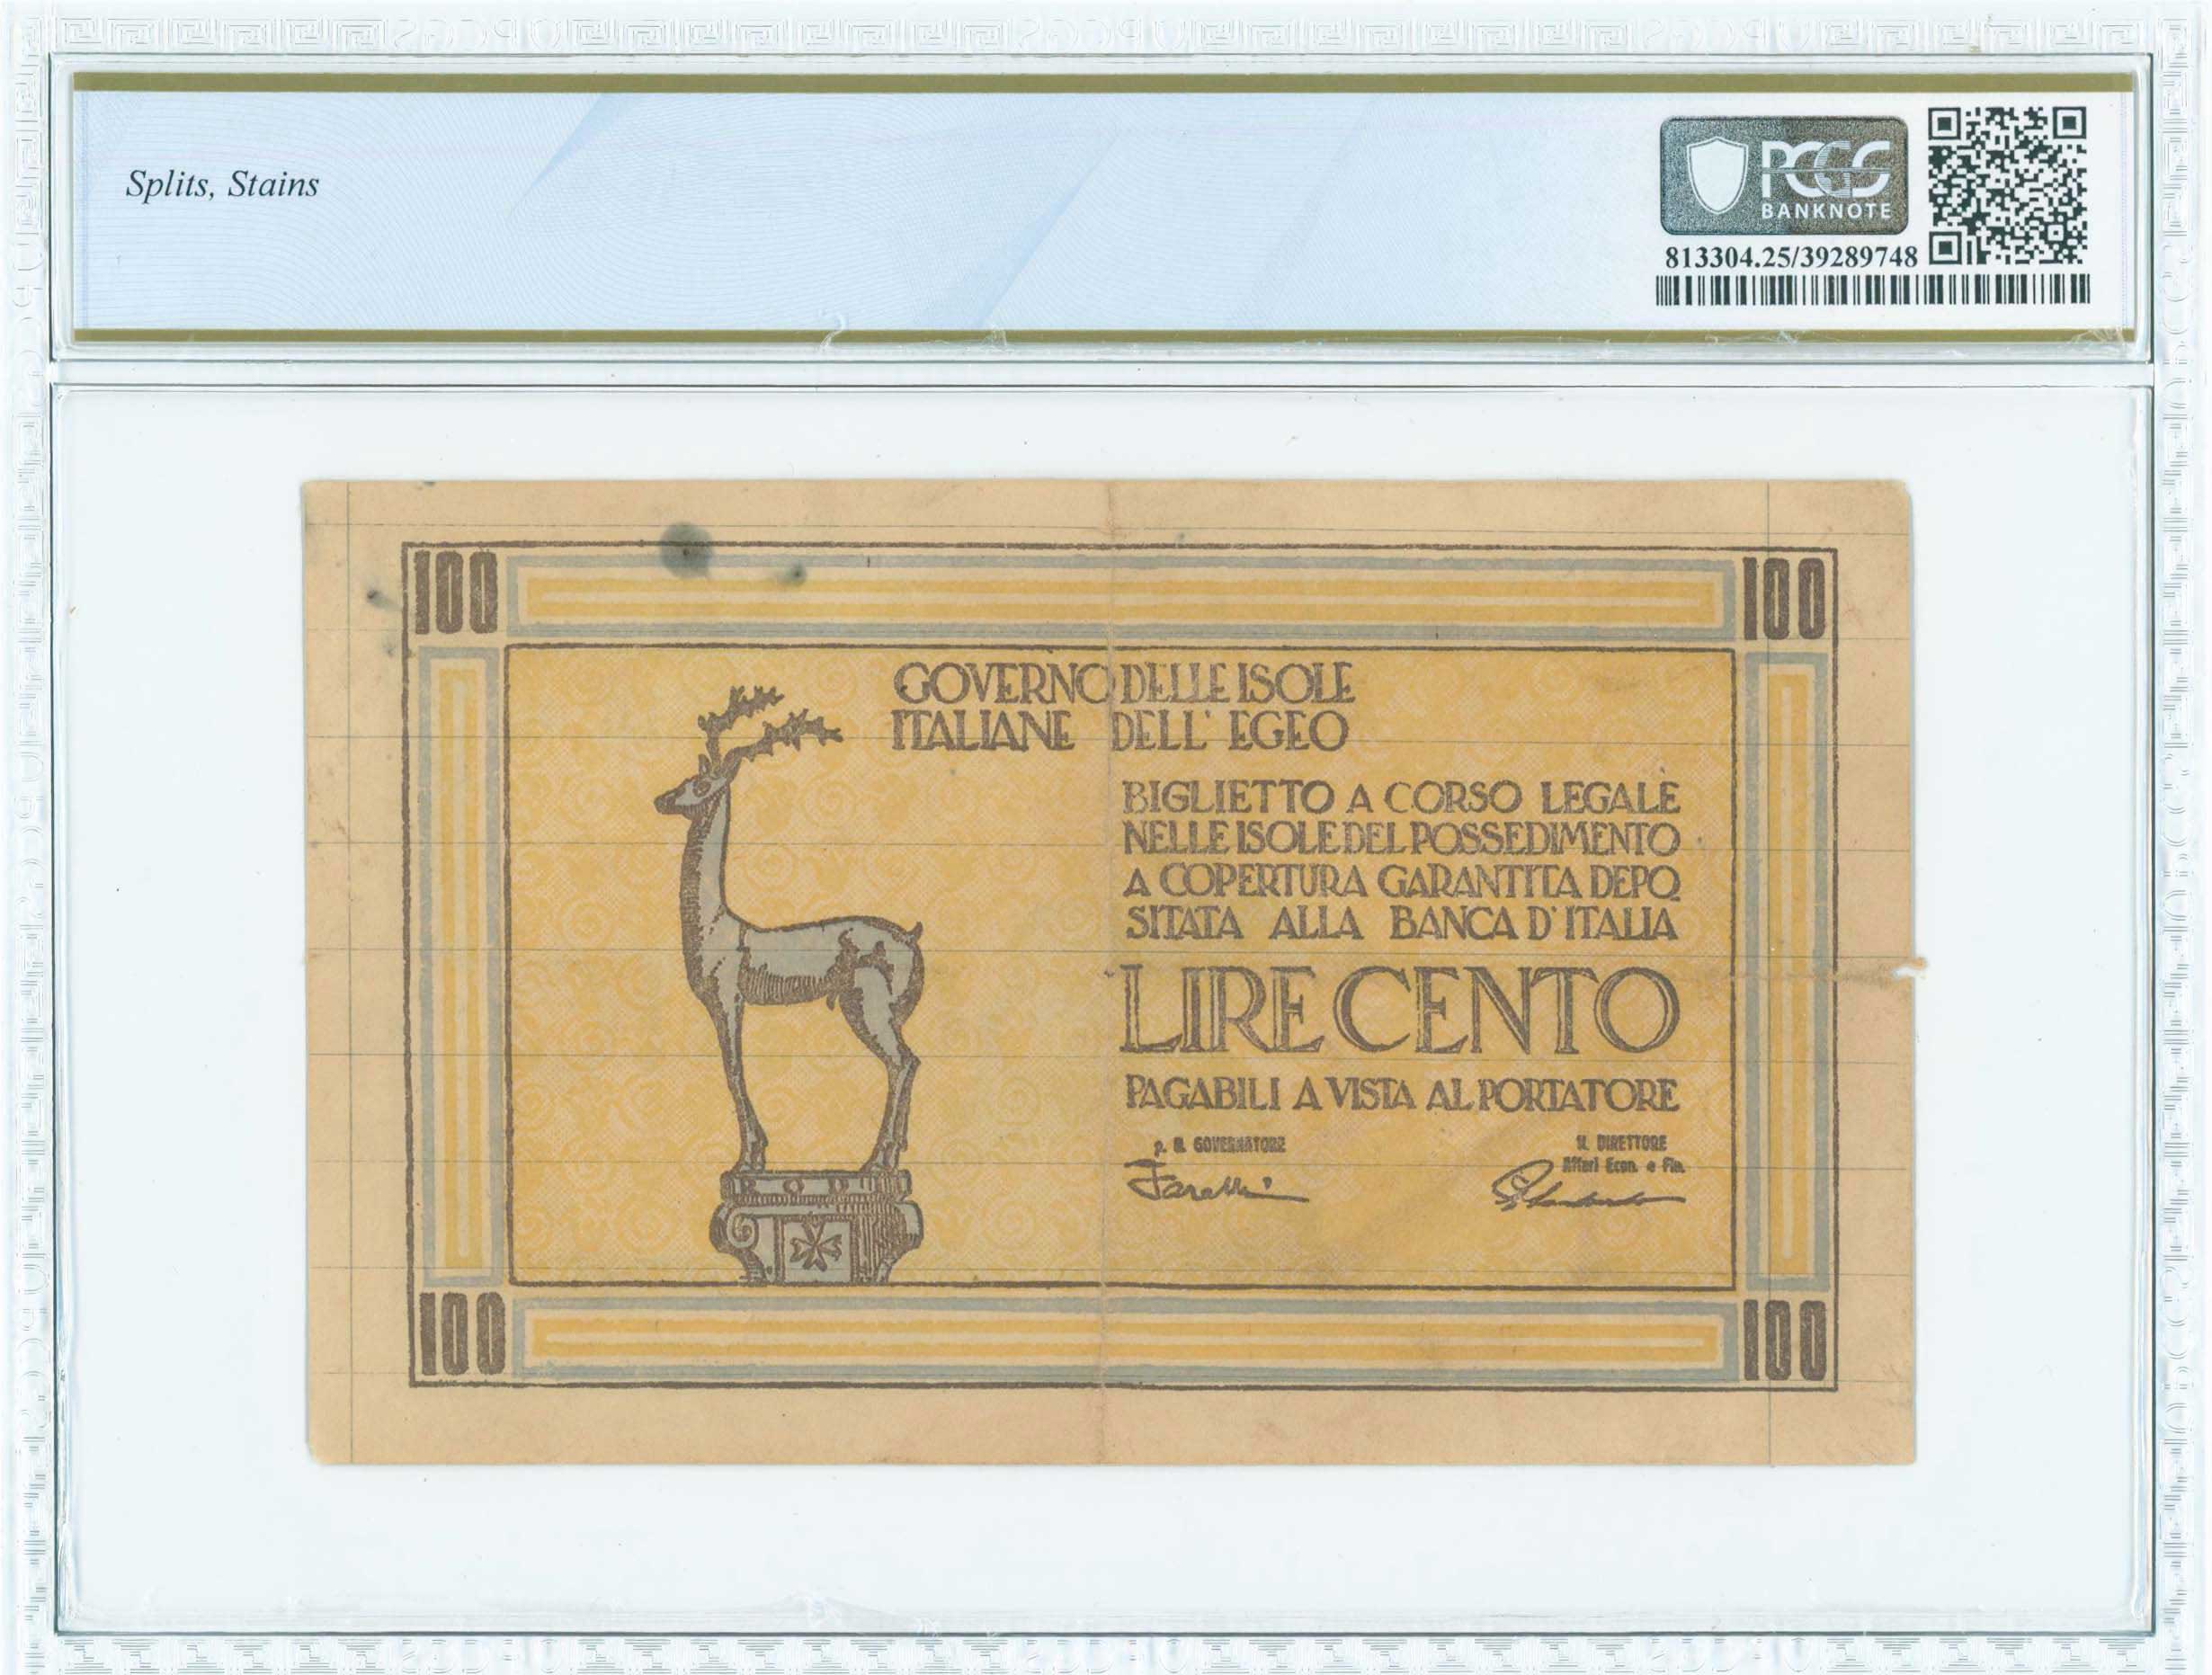 Splits, Stains
PCGS
BANKNOTE
813304.25/39289748
100
100
GOVERNO DELLE ISOLE
ITALIANE DELL' EGEO
BIGLIETTO A CORSO LEGALE
NELLE ISOLE DEL POSSEDIMENTO
A COPERTURA GARANTITA DEPO
SITATA ALLA BANCA D'ITALIA
LIRE CENTO
PAGABILI A VISTA AL PORTATORE
p. IL GOVERNATORE
IL DIRETTORE
Affari Econ. e Fin.
RODI
100
100